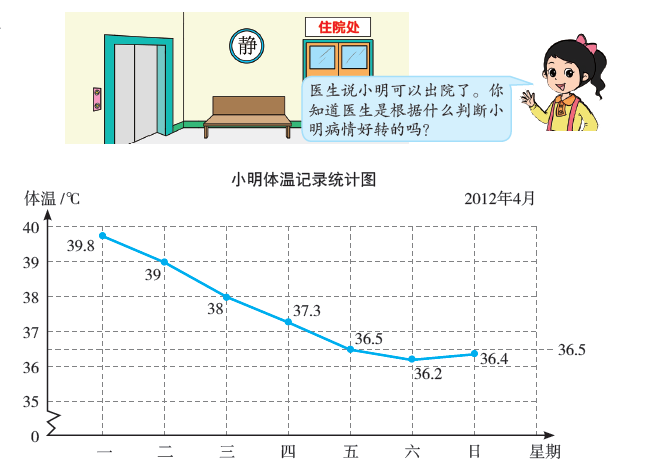 静
住院处
医生说小明可以出院了。你
知道医生是根据什么判断小
明病情好转的吗?
小明体温记录统计图
体温/℃
2012年4月
40
39.8
39
39
38
38
37.3
37
36.5
36.5
36
36.2
36.4
35
0
一 二 三 四 五 六 日 星期